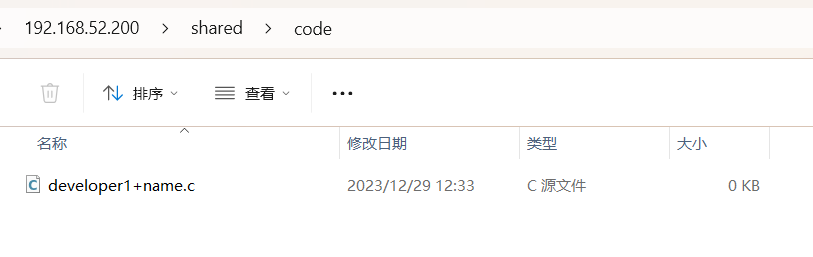 192.168.52.200 > shared > code
排序 查看 •••
名称 修改日期 类型 大小
developer1+name.c 2023/12/29 12:33 C 源文件 0 KB